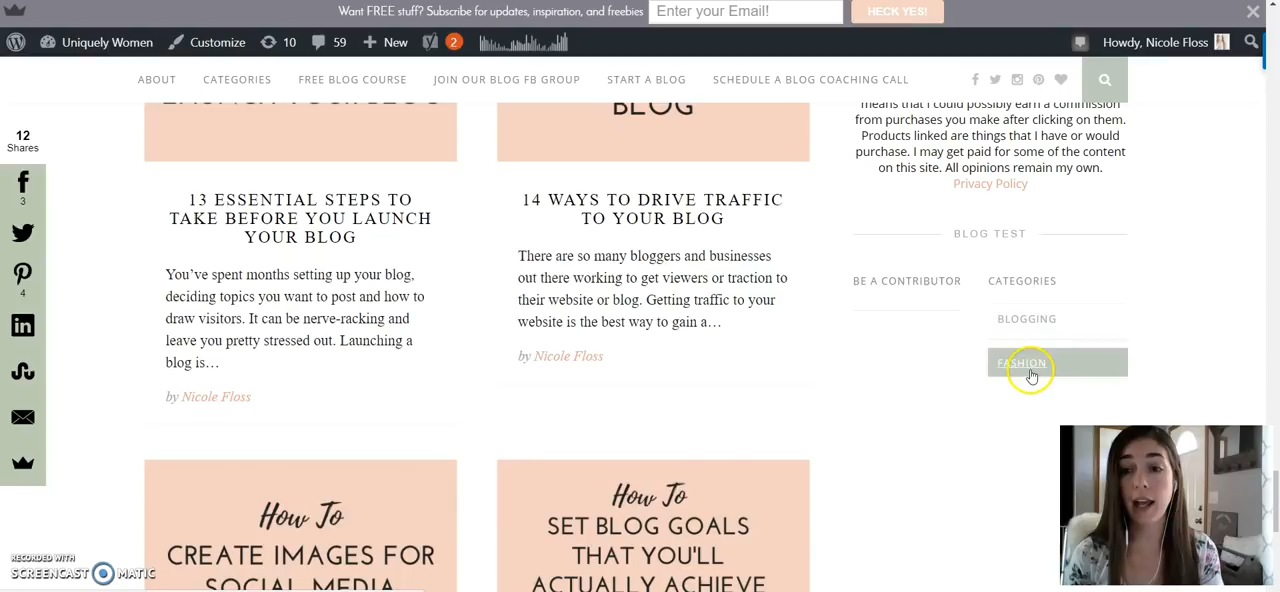 Want FREE stuff? Subscribe for updates, inspiration, and freebies
Enter your Email!
HECK YES!
Uniquely Women
Customize
10
59
New
2
Howdy, Nicole Floss
ABOUT
CATEGORIES
FREE BLOG COURSE
JOIN OUR BLOG FB GROUP
START A BLOG
SCHEDULE A BLOG COACHING CALL
12
Shares
3
4
LAUNCH YOUR BLOG
BLOG
13 ESSENTIAL STEPS TO
TAKE BEFORE YOU LAUNCH
YOUR BLOG
You’ve spent months setting up your blog,
deciding topics you want to post and how to
draw visitors. It can be nerve-racking and
leave you pretty stressed out. Launching a
blog is…
by Nicole Floss
14 WAYS TO DRIVE TRAFFIC
TO YOUR BLOG
There are so many bloggers and businesses
out there working to get viewers or traction to
their website or blog. Getting traffic to your
website is the best way to gain a…
by Nicole Floss
means that I could possibly earn a commission
from purchases you make after clicking on them.
Products linked are things that I have or would
purchase. I may get paid for some of the content
on this site. All opinions remain my own.
Privacy Policy
BLOG TEST
BE A CONTRIBUTOR
CATEGORIES
BLOGGING
FASHION
How To
CREATE IMAGES FOR
SOCIAL MEDIA
How To
SET BLOG GOALS
THAT YOU'LL
ACTUALLY ACHIEVE
RECORDED WITH
SCREENCAST MATIC